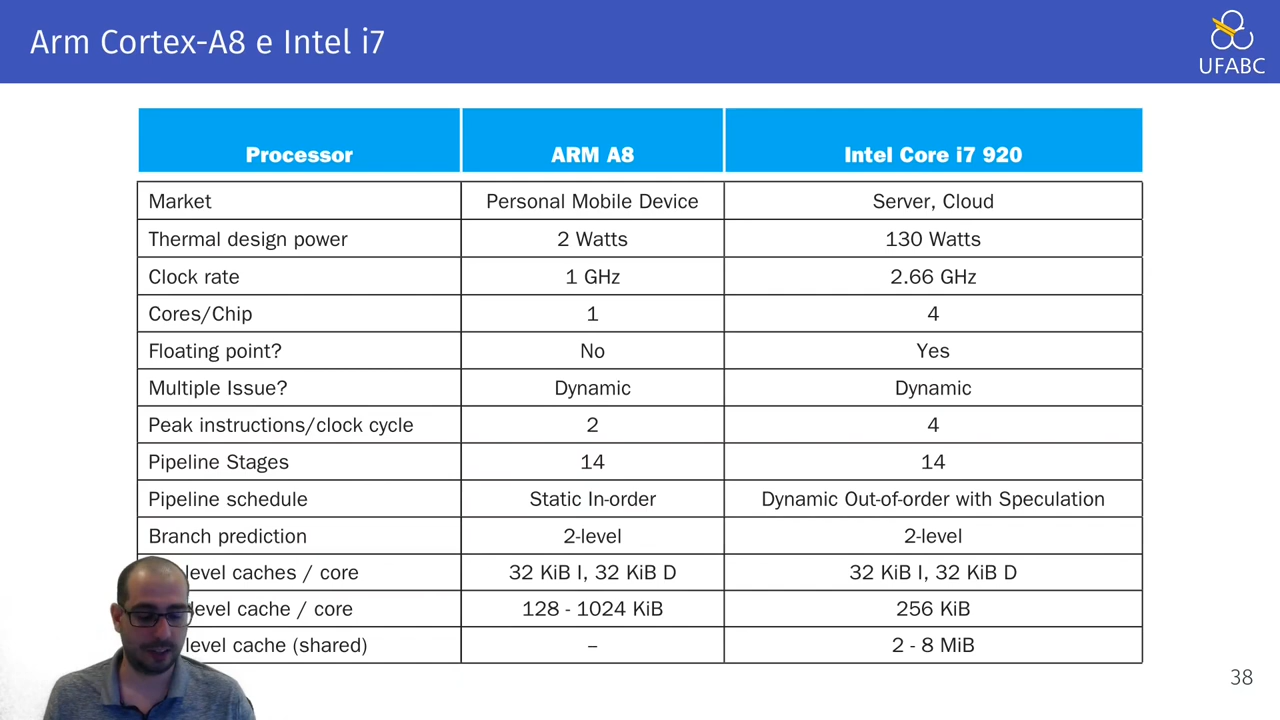 Arm Cortex-A8 e Intel i7
UFABC
Processor ARM A8 Intel Core i7 920
Market Personal Mobile Device Server, Cloud
Thermal design power 2 Watts 130 Watts
Clock rate 1 GHz 2.66 GHz
Cores/Chip 1 4
Floating point? No Yes
Multiple Issue? Dynamic Dynamic
Peak instructions/clock cycle 2 4
Pipeline Stages 14 14
Pipeline schedule Static In-order Dynamic Out-of-order with Speculation
Branch prediction 2-level 2-level
level caches / core 32 KiB I, 32 KiB D 32 KiB I, 32 KiB D
level cache / core 128 - 1024 KiB 256 KiB
level cache (shared) – 2 - 8 MiB
38